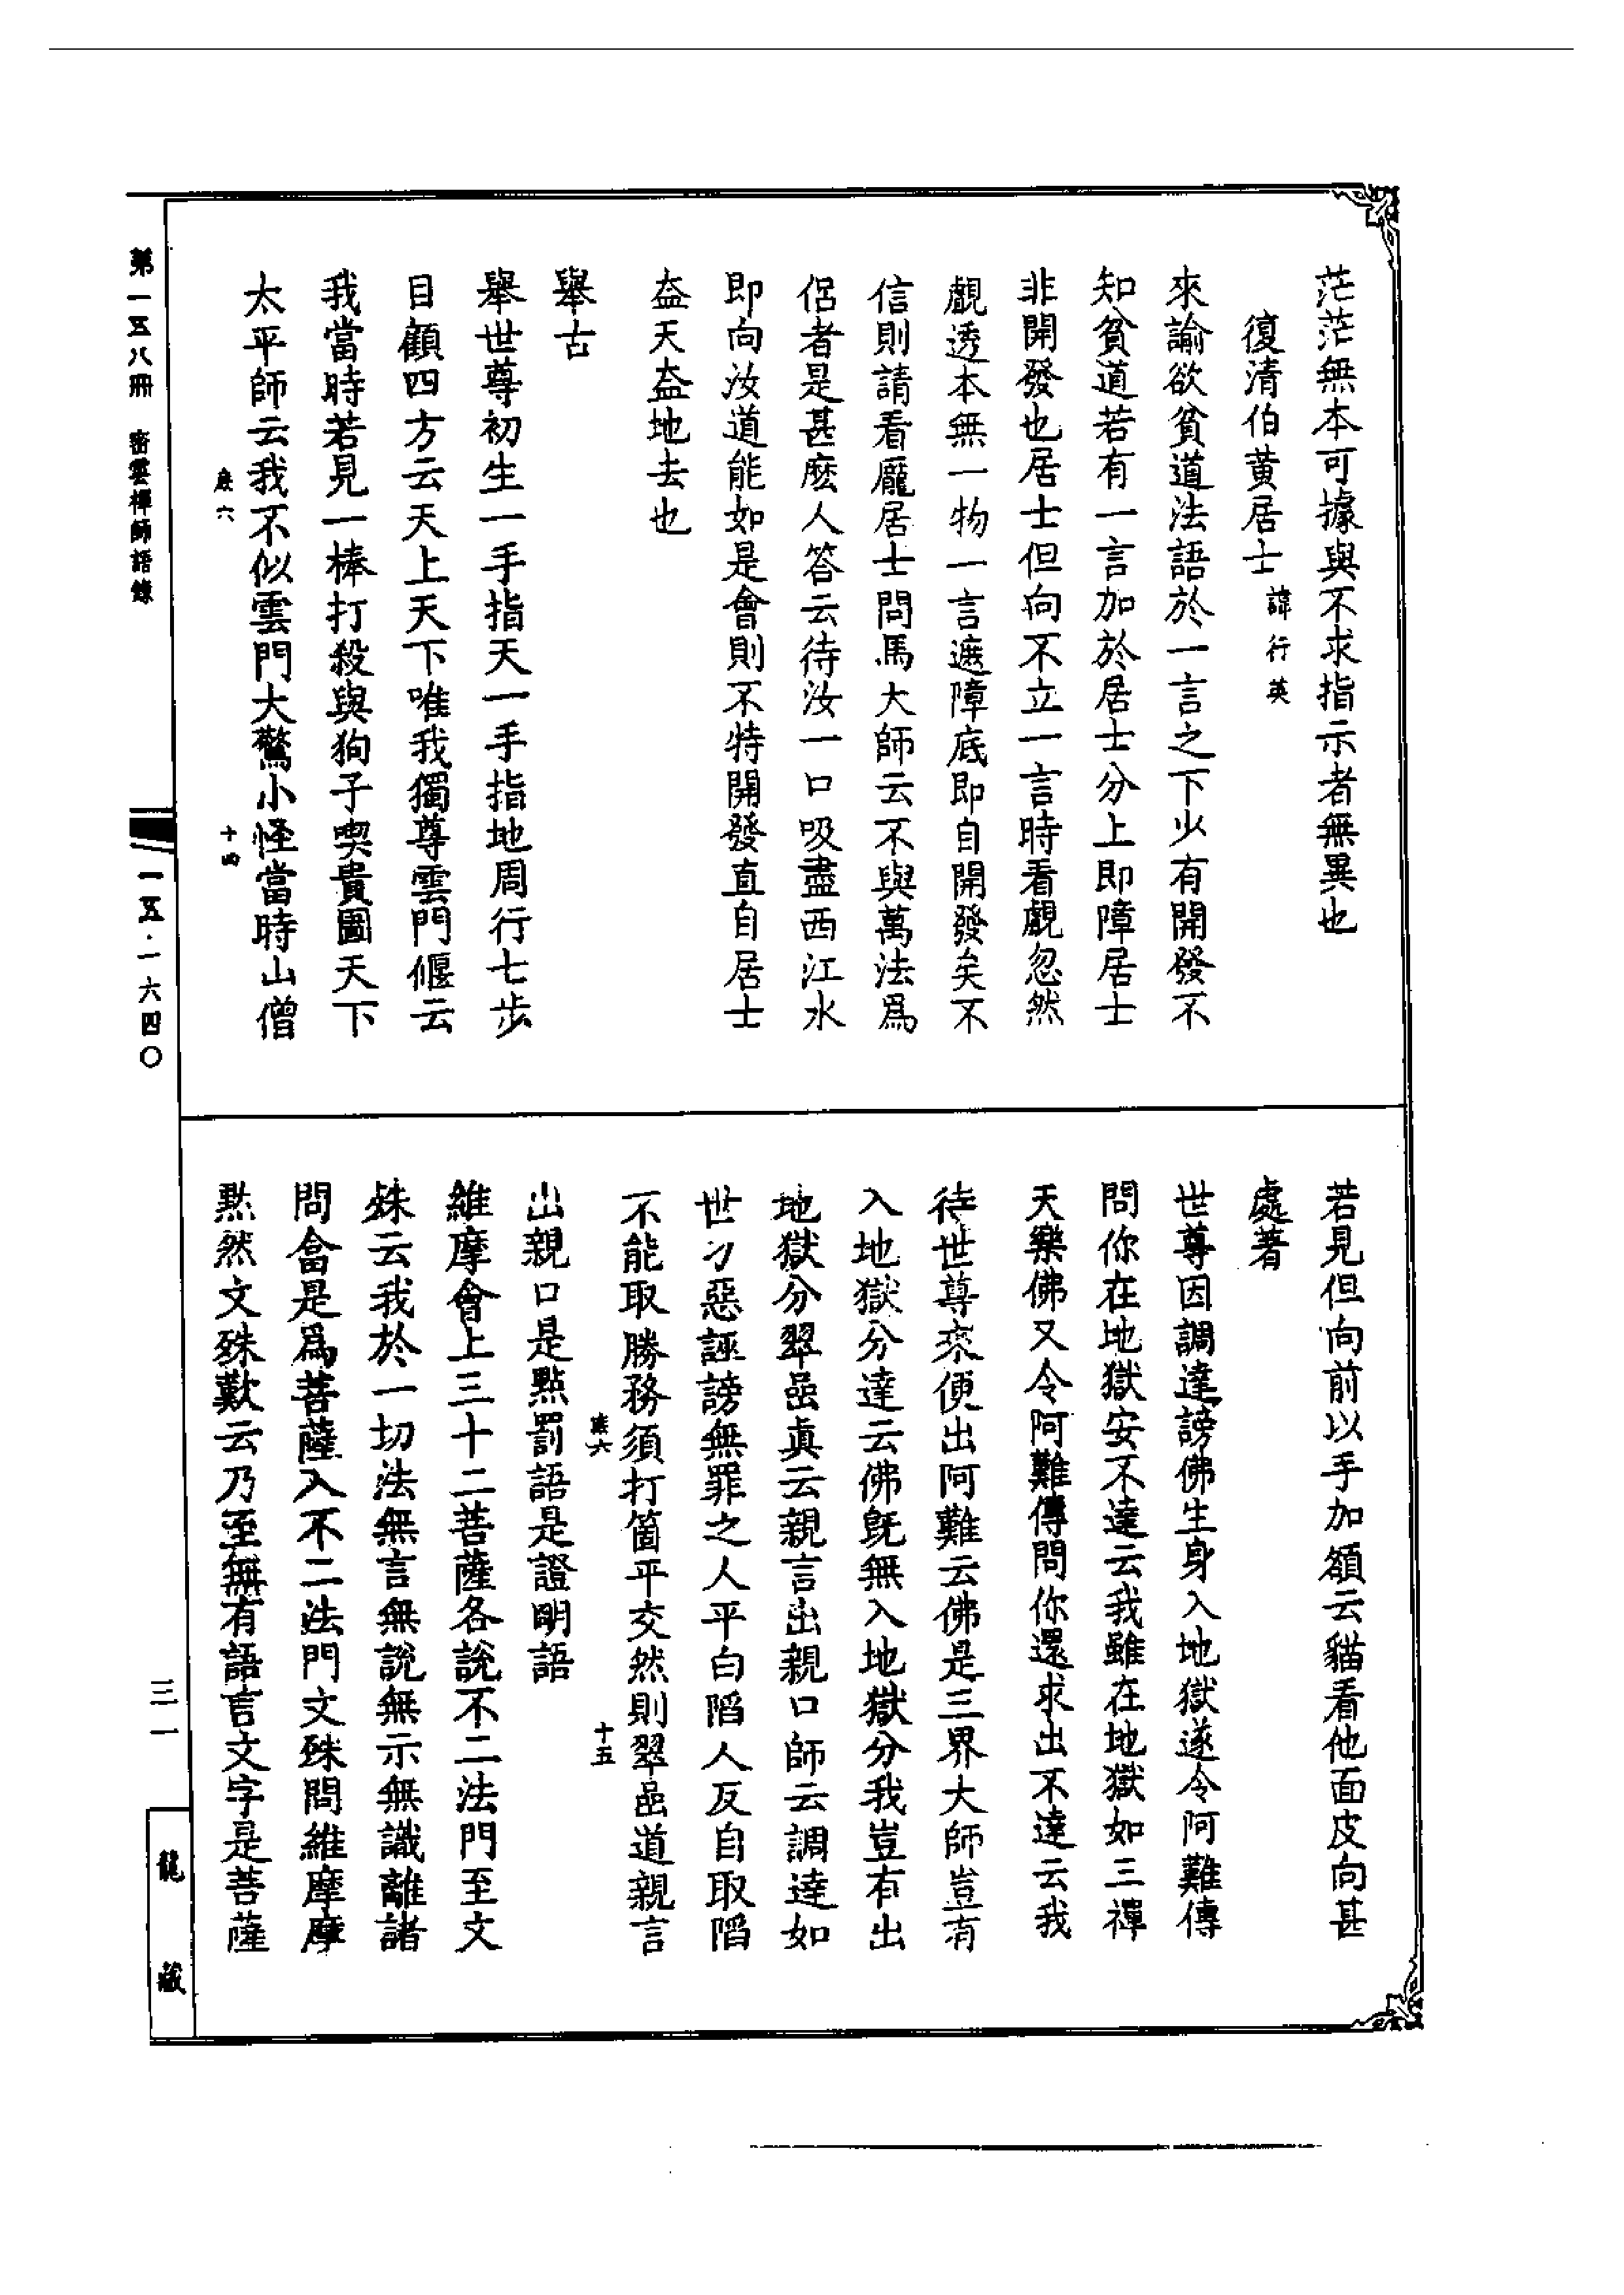 茫茫無本可據與不求指示者無異也
復清伯黃居士 諱行英
來諭欲貧道法語於一言之下少有開發不
知貧道若有一言加於居士分上即障居士
非開發也居士但向不立一言時看覷忽然
覷透本無一物一言遮障底即自開發矣不
信則請看龐居士問馬大師云不與萬法爲
侶者是甚麽人答云待汝一口吸盡西江水
即向汝道能如是會則不特開發直自居士
葢天葢地去也
舉古
舉世尊初生一手指天一手指地周行七步
目顧四方云天上天下唯我獨尊雲門偃云
我當時若見一棒打殺與狗子喫貴圖天下
太平師云我不似雲門大驚小怪當時山僧
六 十四
若見但向前以手加額云貓看他面皮向甚
處著
世尊因調達謗佛生身入地獄遂令阿難傳
問你在地獄安不達云我雖在地獄如三禪
天樂佛又令阿難傳問你還求出不達云我
待世尊來便出阿難云佛是三界大師豈有
入地獄分達云佛旣無入地獄分我豈有出
地獄分翠嵒眞云親言出親口師云調達如
世刁惡誣謗無罪之人平白陷人反自取陷
不能取勝務須打箇平交然則翠嵒道親言
六 十五
出親口是點罰語是證明語
維摩會上三十二菩薩各說不二法門至文
殊云我於一切法無言無說無示無識離諸
問畣是爲菩薩入不二法門文殊問維摩摩
黙然文殊歎云乃至無有語言文字是菩薩
第一五八冊 密雲禪師語錄
一五·一六四〇
三一
龍藏